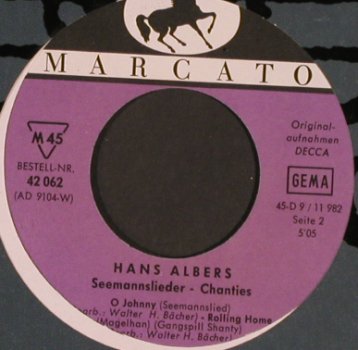 MARCATO
M 45
BESTELL-NR.
42 062
(AD 9104-W)
Original-
aufnahmen
DECCA
GEMA
45-D 9 / 11 982
Seite 2
5'05
HANS ALBERS
Seemannslieder - Chanties
O Johnny (Seemannslied)
arb.: Walter H. Bächer) - Rolling Home
(Magelhan) (Gangspill Shanty)
arb.: Walter H. Bächer)